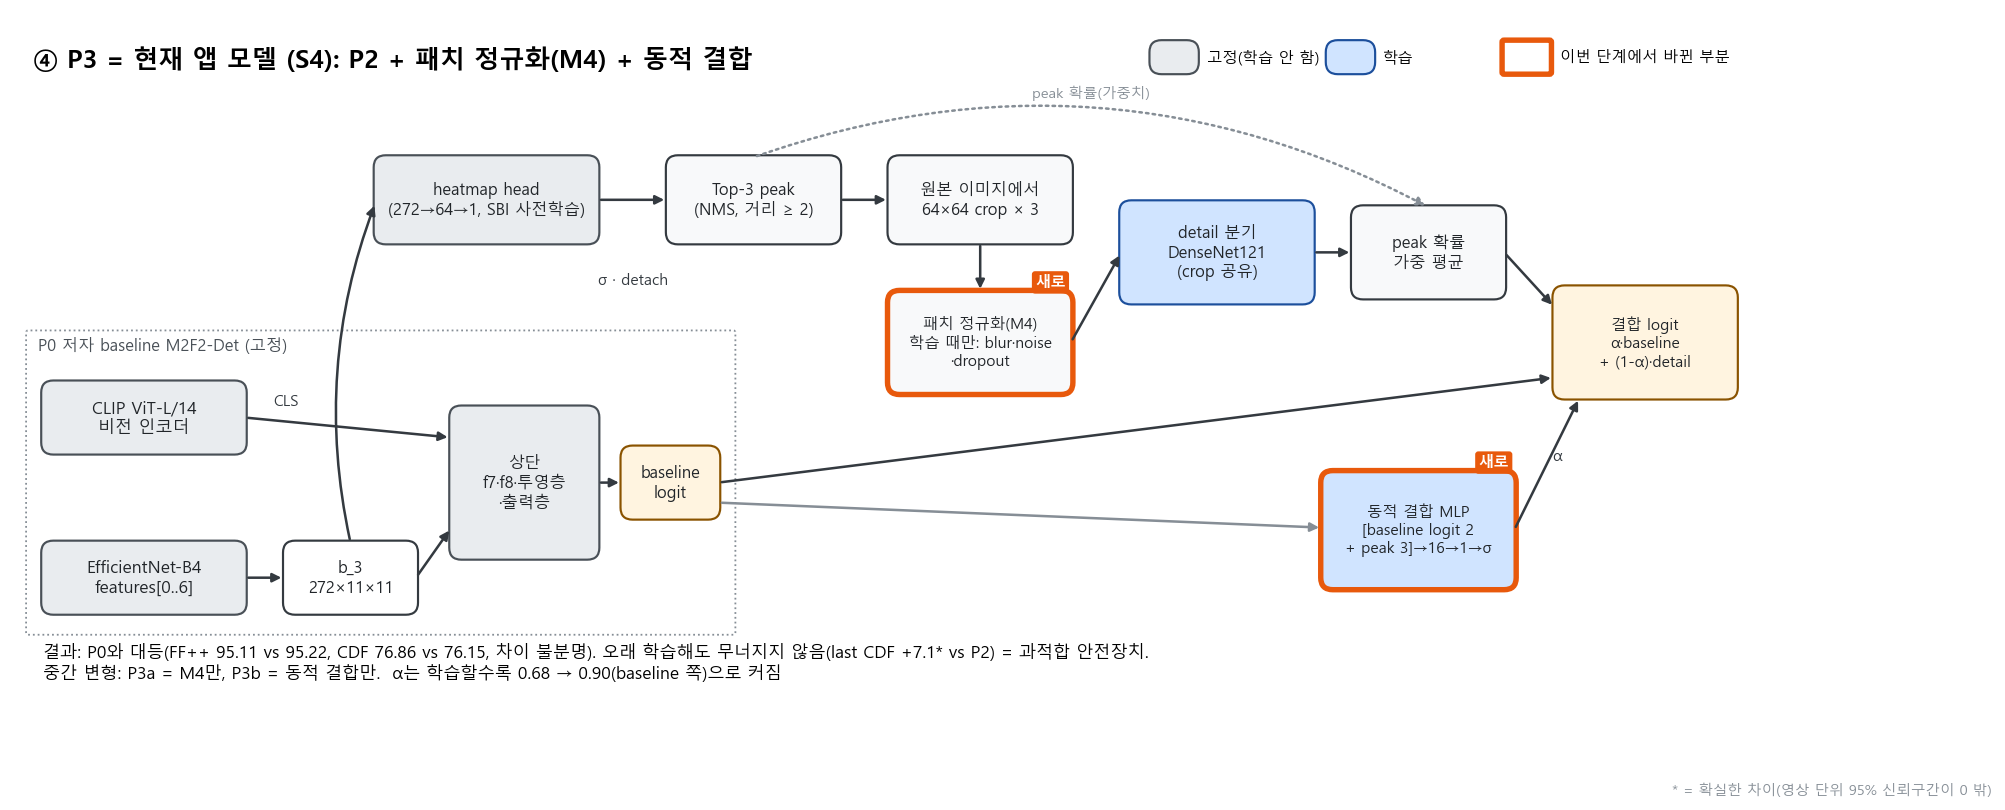 ④ P3 = 현재 앱 모델 (S4): P2 + 패치 정규화(M4) + 동적 결합
고정(학습 안 함)
학습
이번 단계에서 바뀐 부분
peak 확률(가중치)
heatmap head
(272→64→1, SBI 사전학습)
Top-3 peak
(NMS, 거리 ≥ 2)
원본 이미지에서
64×64 crop × 3
detail 분기
DenseNet121
(crop 공유)
peak 확률
가중 평균
σ · detach
새로
패치 정규화(M4)
학습 때만: blur·noise
·dropout
결합 logit
α·baseline
+ (1-α)·detail
P0 저자 baseline M2F2-Det (고정)
CLIP ViT-L/14
비전 인코더
CLS
상단
f7·f8·투영층
·출력층
baseline
logit
EfficientNet-B4
features[0..6]
b_3
272×11×11
새로
동적 결합 MLP
[baseline logit 2
+ peak 3]→16→1→σ
α
결과: P0와 대등(FF++ 95.11 vs 95.22, CDF 76.86 vs 76.15, 차이 불분명). 오래 학습해도 무너지지 않음(last CDF +7.1* vs P2) = 과적합 안전장치.
중간 변형: P3a = M4만, P3b = 동적 결합만.  α는 학습할수록 0.68 → 0.90(baseline 쪽)으로 커짐
* = 확실한 차이(영상 단위 95% 신뢰구간이 0 밖)